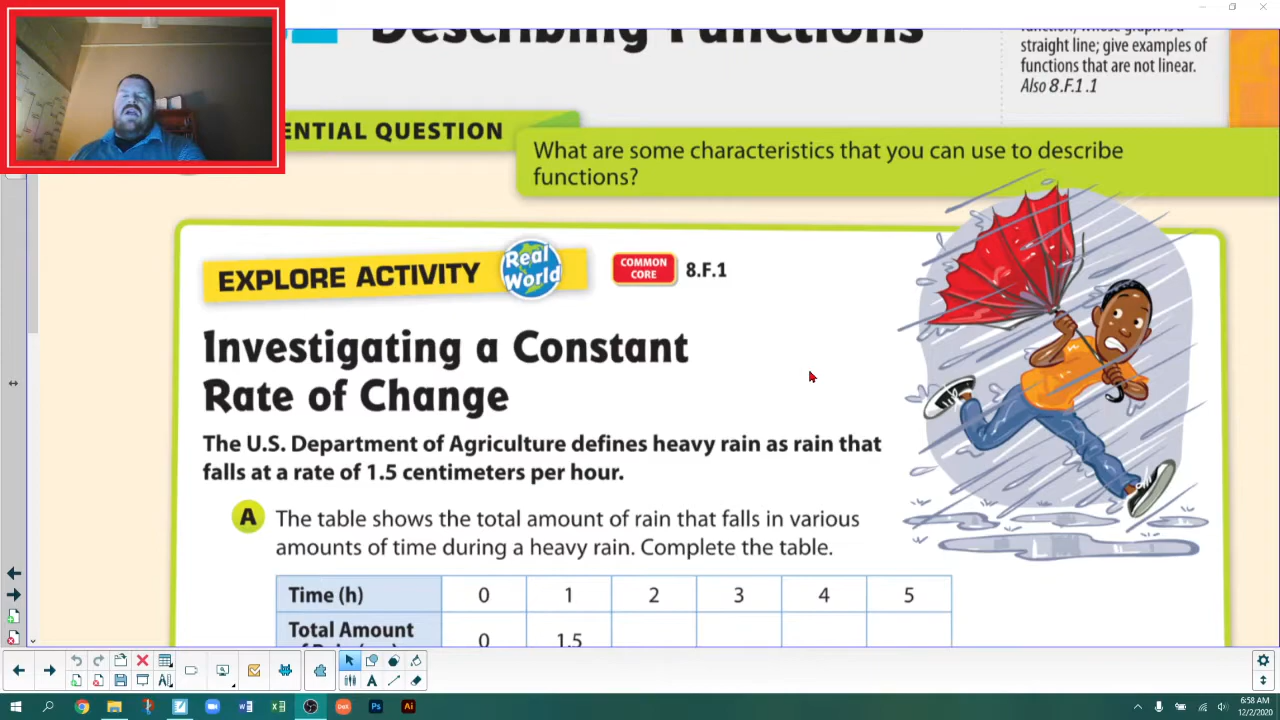 Describing Functions
function, whose graph is a
straight line; give examples of
functions that are not linear.
Also 8.F.1.1
ENTIAL QUESTION
What are some characteristics that you can use to describe
functions?
EXPLORE ACTIVITY
Real
World
COMMON
CORE
8.F.1
Investigating a Constant
Rate of Change
The U.S. Department of Agriculture defines heavy rain as rain that
falls at a rate of 1.5 centimeters per hour.
A
The table shows the total amount of rain that falls in various
amounts of time during a heavy rain. Complete the table.
Time (h) 0 1 2 3 4 5
Total Amount 0 1.5
6:58 AM
12/2/2020